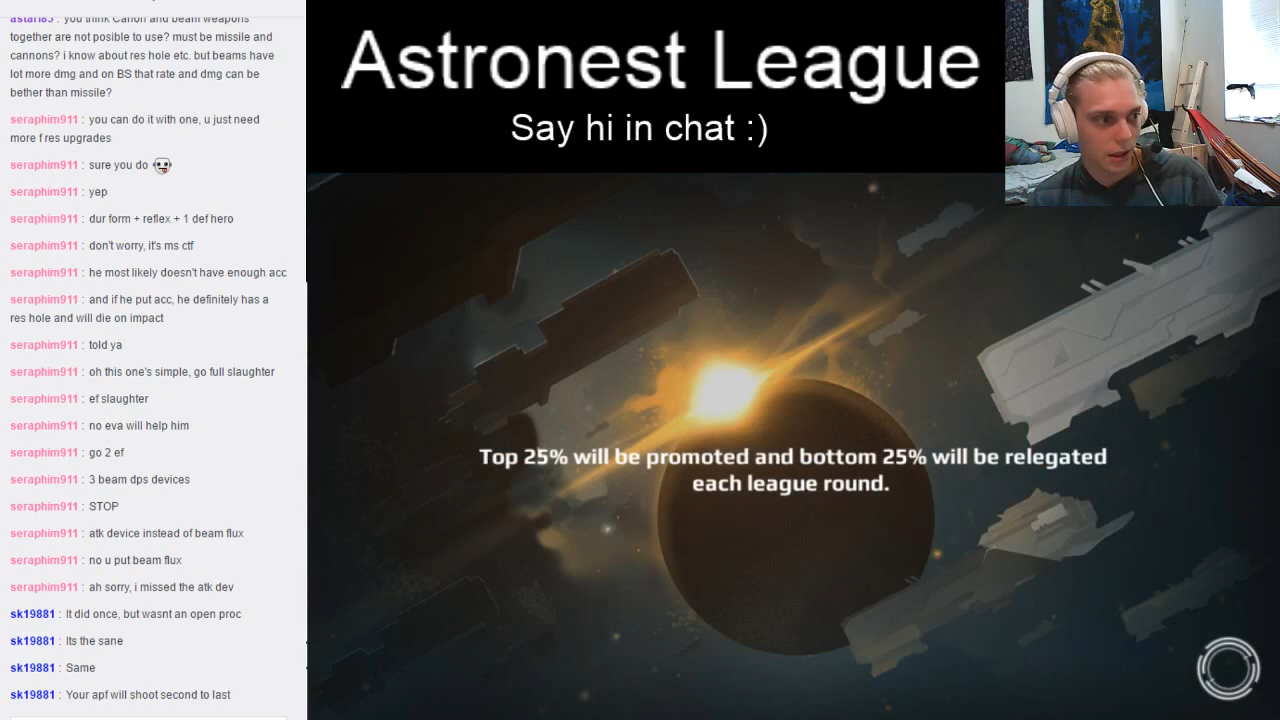 astari85 : you think Canon and beam weapons
together are not posible to use? must be missile and
cannons? i know about res hole etc. but beams have
lot more dmg and on BS that rate and dmg can be
bether than missile?
seraphim911 : you can do it with one, u just need
more f res upgrades
seraphim911 : sure you do
seraphim911 : yep
seraphim911 : dur form + reflex + 1 def hero
seraphim911 : don't worry, it's ms ctf
seraphim911 : he most likely doesn't have enough acc
seraphim911 : and if he put acc, he definitely has a
res hole and will die on impact
seraphim911 : told ya
seraphim911 : oh this one's simple, go full slaughter
seraphim911 : ef slaughter
seraphim911 : no eva will help him
seraphim911 : go 2 ef
seraphim911 : 3 beam dps devices
seraphim911 : STOP
seraphim911 : atk device instead of beam flux
seraphim911 : no u put beam flux
seraphim911 : ah sorry, i missed the atk dev
sk19881 : It did once, but wasnt an open proc
sk19881 : Its the sane
sk19881 : Same
sk19881 : Your apf will shoot second to last
Astronest League
Say hi in chat :)
Top 25% will be promoted and bottom 25% will be relegated
each league round.